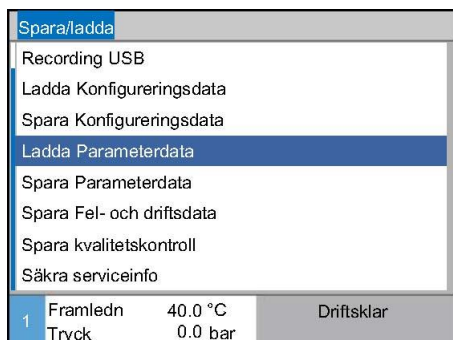 Spara/ladda
Recording USB
Ladda Konfigureringsdata
Spara Konfigureringsdata
Ladda Parameterdata
Spara Parameterdata
Spara Fel- och driftsdata
Spara kvalitetskontroll
Säkra serviceinfo
1 Framledn 40.0 °C Driftsklar
Tryck 0.0 bar